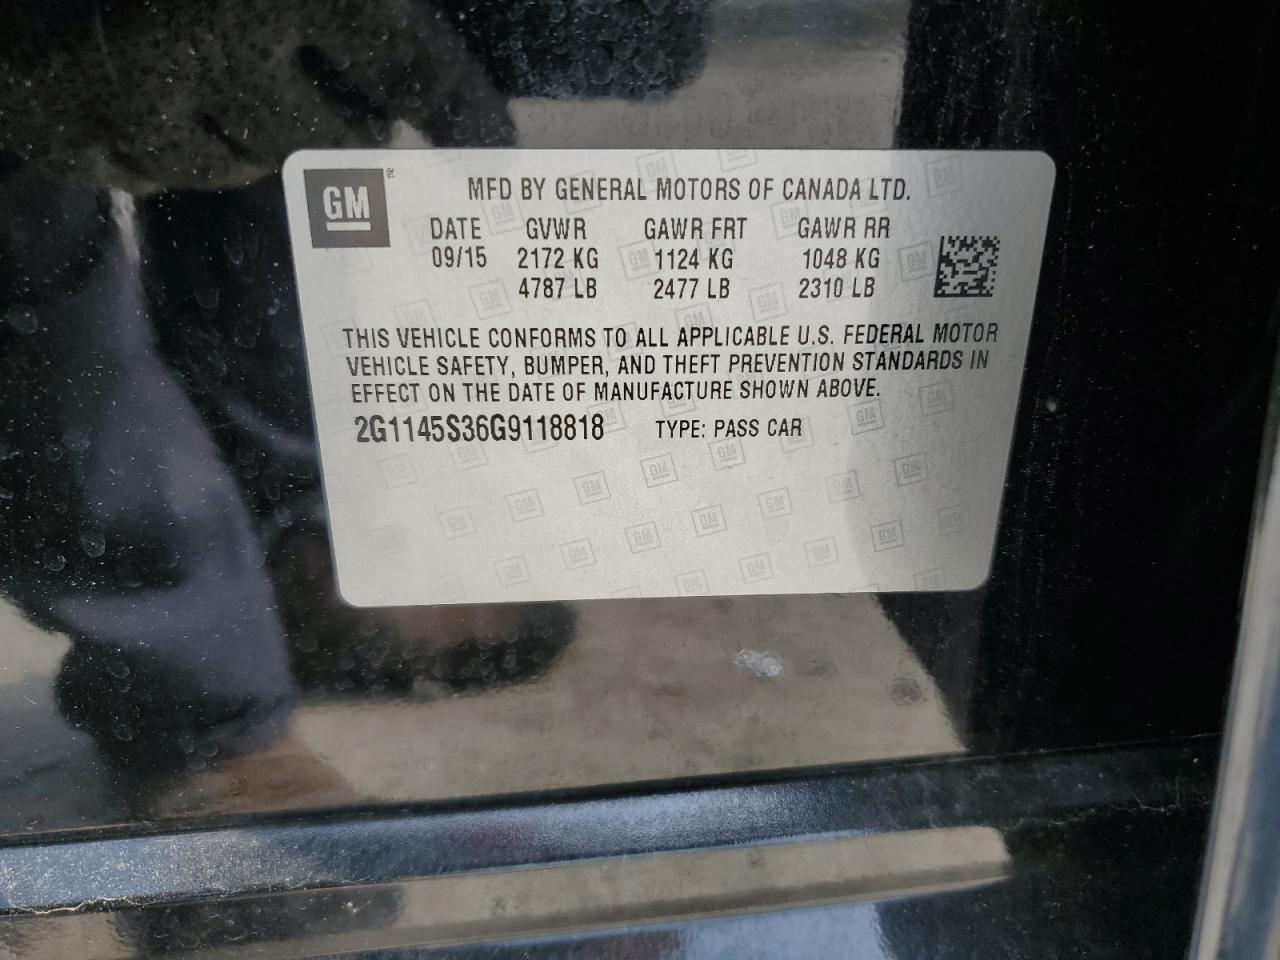 GM ®
MFD BY GENERAL MOTORS OF CANADA LTD.
DATE GVWR GAWR FRT GAWR RR
09/15 2172 KG 1124 KG 1048 KG
4787 LB 2477 LB 2310 LB
THIS VEHICLE CONFORMS TO ALL APPLICABLE U.S. FEDERAL MOTOR
VEHICLE SAFETY, BUMPER, AND THEFT PREVENTION STANDARDS IN
EFFECT ON THE DATE OF MANUFACTURE SHOWN ABOVE.
2G1145S36G9118818 TYPE: PASS CAR